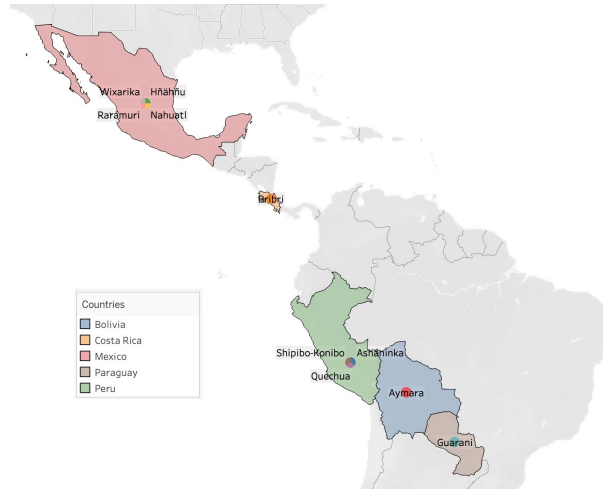 Wixarika Hñähñu
Rarámuri Nahuatl
Bribri
Shipibo-Konibo Asháninka
Quechua
Aymara
Guarani
Countries
Bolivia
Costa Rica
Mexico
Paraguay
Peru